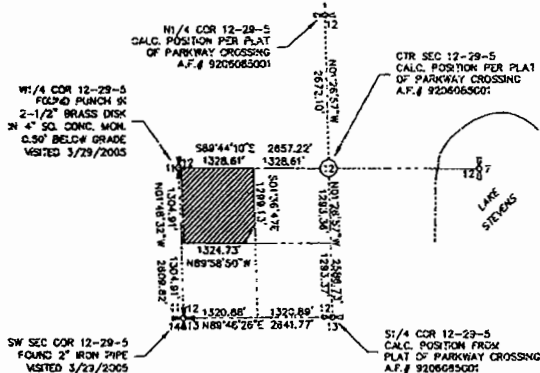 N1/4 COR 12-29-5
CALC. POSITION PER PLAT
OF PARKWAY CROSSING
A.F.# 9206085001
12
CTR SEC 12-29-5
CALC. POSITION PER PLAT
OF PARKWAY CROSSING
A.F.# 9206085001
W1/4 COR 12-29-5
FOUND PUNCH IN
2-1/2" BRASS DISK
IN 4" SQ. CONC. MON.
0.50' BELOW GRADE
VISITED 3/29/2005
N01°26'57"W
2672.10'
S89°44'10"E 2657.22'
1328.61' 1328.61'
11 12
12
12 7
N01°46'32"W
1304.91'
S01°36'47"E
1299.13'
N01°26'57"W
1293.36'
LAKE
STEVENS
1324.73'
N89°58'50"W
2609.82'
1304.91'
2586.73'
1293.37'
12
14 13
1320.88' 1320.89'
N89°46'26"E 2641.77'
12
13
SW SEC COR 12-29-5
FOUND 2" IRON PIPE
VISITED 3/29/2005
S1/4 COR 12-29-5
CALC. POSITION FROM
PLAT OF PARKWAY CROSSING
A.F.# 9206085001